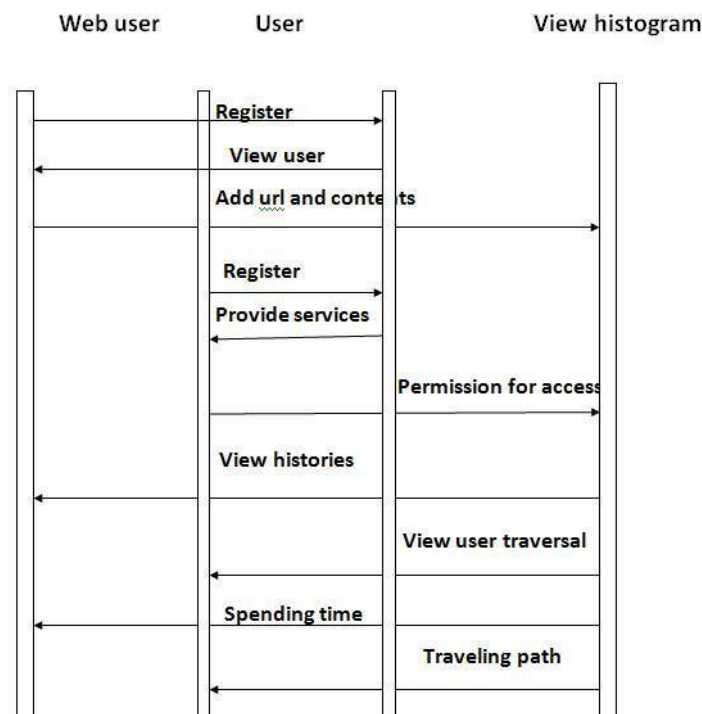 Web user
User
View histogram
Register
View user
Add url and contents
Register
Provide services
Permission for access
View histories
View user traversal
Spending time
Traveling path